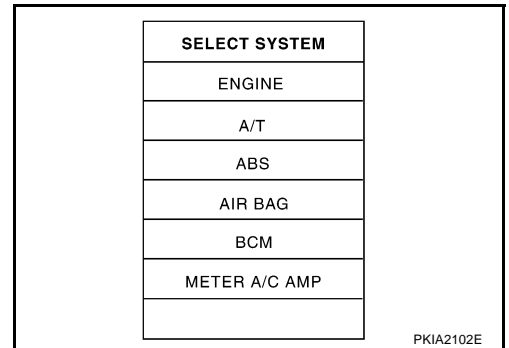 SELECT SYSTEM
ENGINE
A/T
ABS
AIR BAG
BCM
METER A/C AMP
PKIA2102E